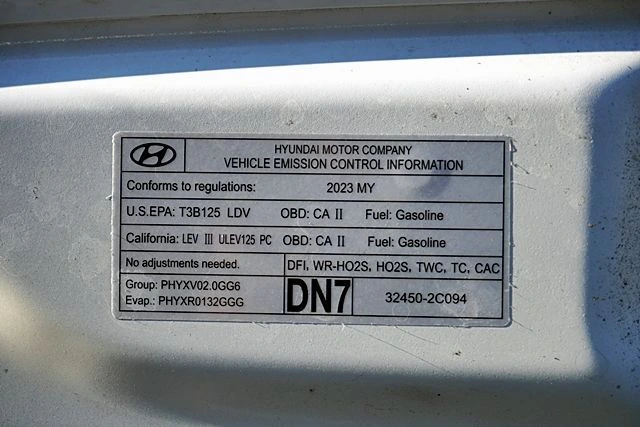 HYUNDAI MOTOR COMPANY
VEHICLE EMISSION CONTROL INFORMATION
Conforms to regulations: 2023 MY
U.S.EPA: T3B125 LDV OBD: CA II Fuel: Gasoline
California: LEV III ULEV125 PC OBD: CA II Fuel: Gasoline
No adjustments needed. DFI, WR-HO2S, HO2S, TWC, TC, CAC
Group: PHYXV02.0GG6
Evap.: PHYXR0132GGG
DN7
32450-2C094